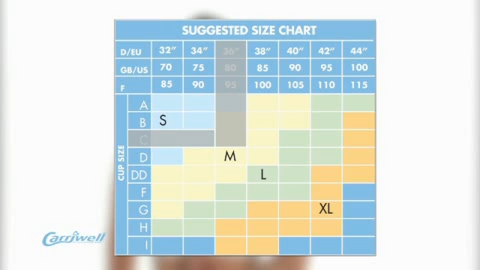 SUGGESTED SIZE CHART
D/EU 32" 34" 36" 38" 40" 42" 44"
GB/US 70 75 80 85 90 95 100
F 85 90 95 100 105 110 115
CUP SIZE
A
B S
C
D M
DD L
F
G XL
H
I
Carriwell